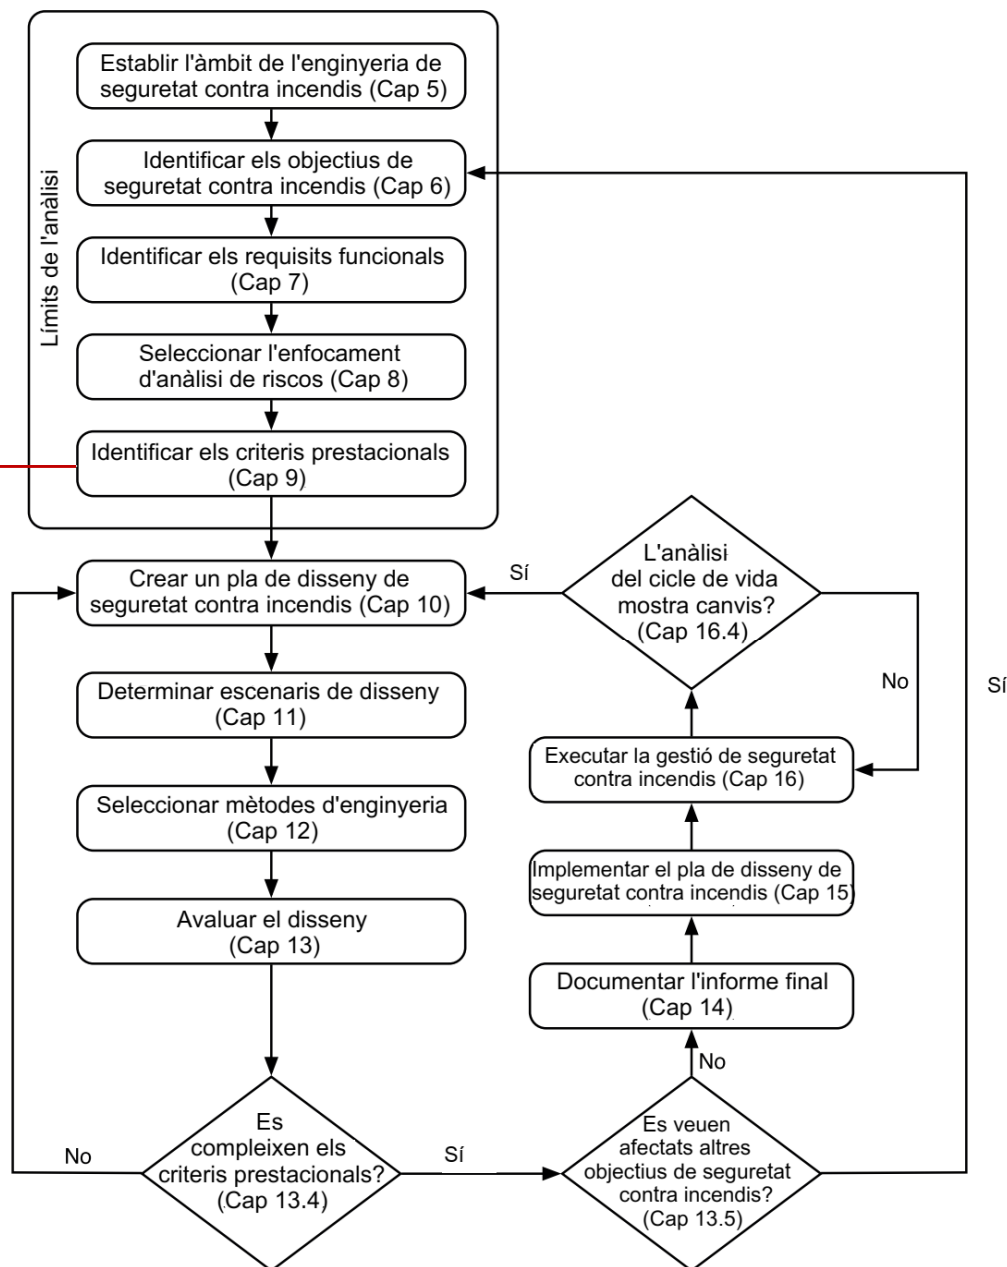 Límits de l'anàlisi
Establir l'àmbit de l'enginyeria de
seguretat contra incendis (Cap 5)
Identificar els objectius de
seguretat contra incendis (Cap 6)
Identificar els requisits funcionals
(Cap 7)
Seleccionar l'enfocament
d'anàlisi de riscos (Cap 8)
Identificar els criteris prestacionals
(Cap 9)
Crear un pla de disseny de
seguretat contra incendis (Cap 10)
Determinar escenaris de disseny
(Cap 11)
Seleccionar mètodes d'enginyeria
(Cap 12)
Avaluar el disseny
(Cap 13)
Es
compleixen els
criteris prestacionals?
(Cap 13.4)
No
Sí
Es veuen
afectats altres
objectius de seguretat
contra incendis?
(Cap 13.5)
No
Sí
Documentar l'informe final
(Cap 14)
Implementar el pla de disseny de
seguretat contra incendis (Cap 15)
Executar la gestió de seguretat
contra incendis (Cap 16)
L'anàlisi
del cicle de vida
mostra canvis?
(Cap 16.4)
Sí
No